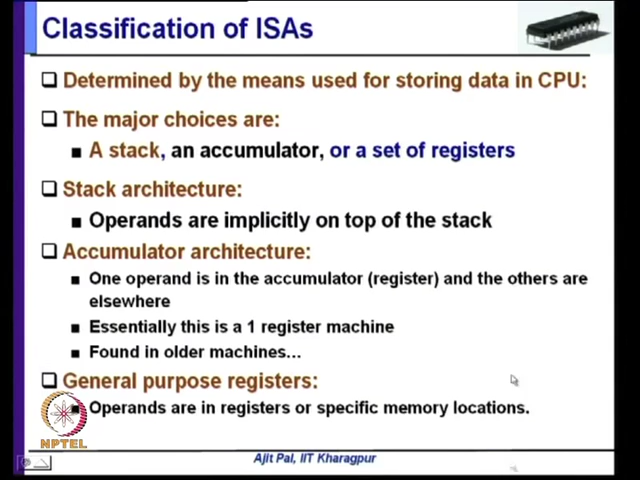 Classification of ISAs
Determined by the means used for storing data in CPU:
The major choices are:
A stack, an accumulator, or a set of registers
Stack architecture:
Operands are implicitly on top of the stack
Accumulator architecture:
One operand is in the accumulator (register) and the others are
elsewhere
Essentially this is a 1 register machine
Found in older machines...
General purpose registers:
Operands are in registers or specific memory locations.
NPTEL
Ajit Pal, IIT Kharagpur